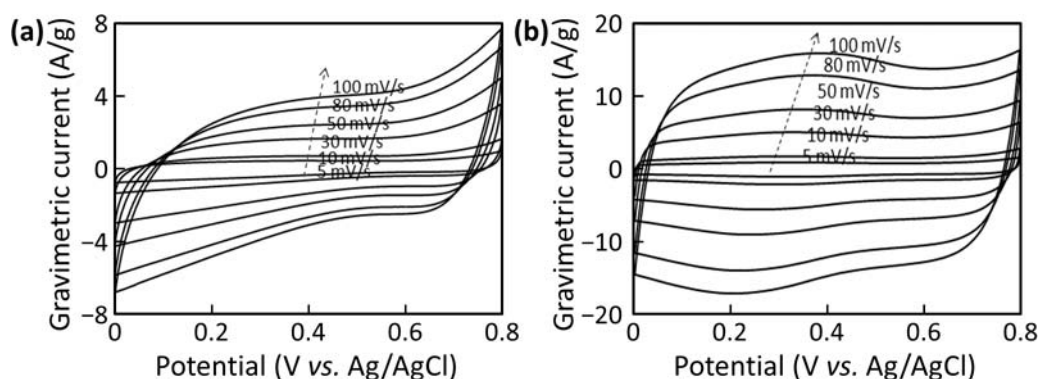 (a)
Gravimetric current (A/g)
8
4
0
−4
−8
100 mV/s
80 mV/s
50 mV/s
30 mV/s
10 mV/s
5 mV/s
0
0.2
0.4
0.6
0.8
Potential (V vs. Ag/AgCl)
(b)
Gravimetric current (A/g)
20
10
0
−10
−20
100 mV/s
80 mV/s
50 mV/s
30 mV/s
10 mV/s
5 mV/s
0
0.2
0.4
0.6
0.8
Potential (V vs. Ag/AgCl)